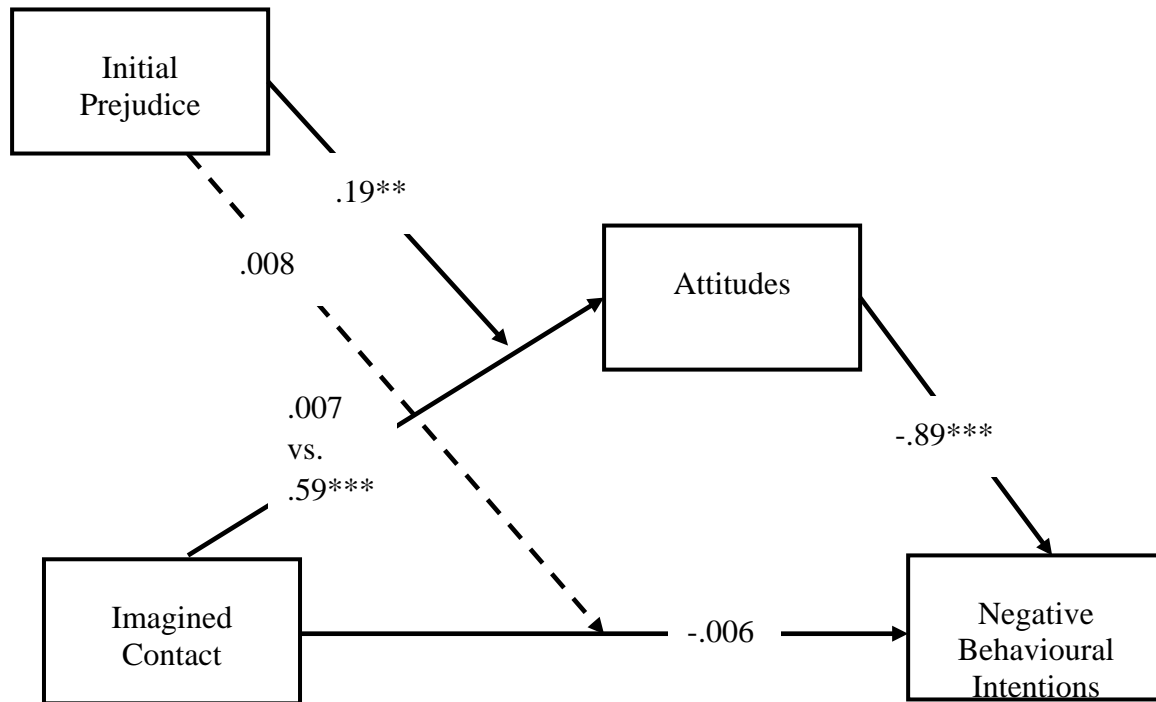 Initial
Prejudice
.19**
.008
Attitudes
.007
vs.
.59***
-.89***
Imagined
Contact
-.006
Negative
Behavioural
Intentions